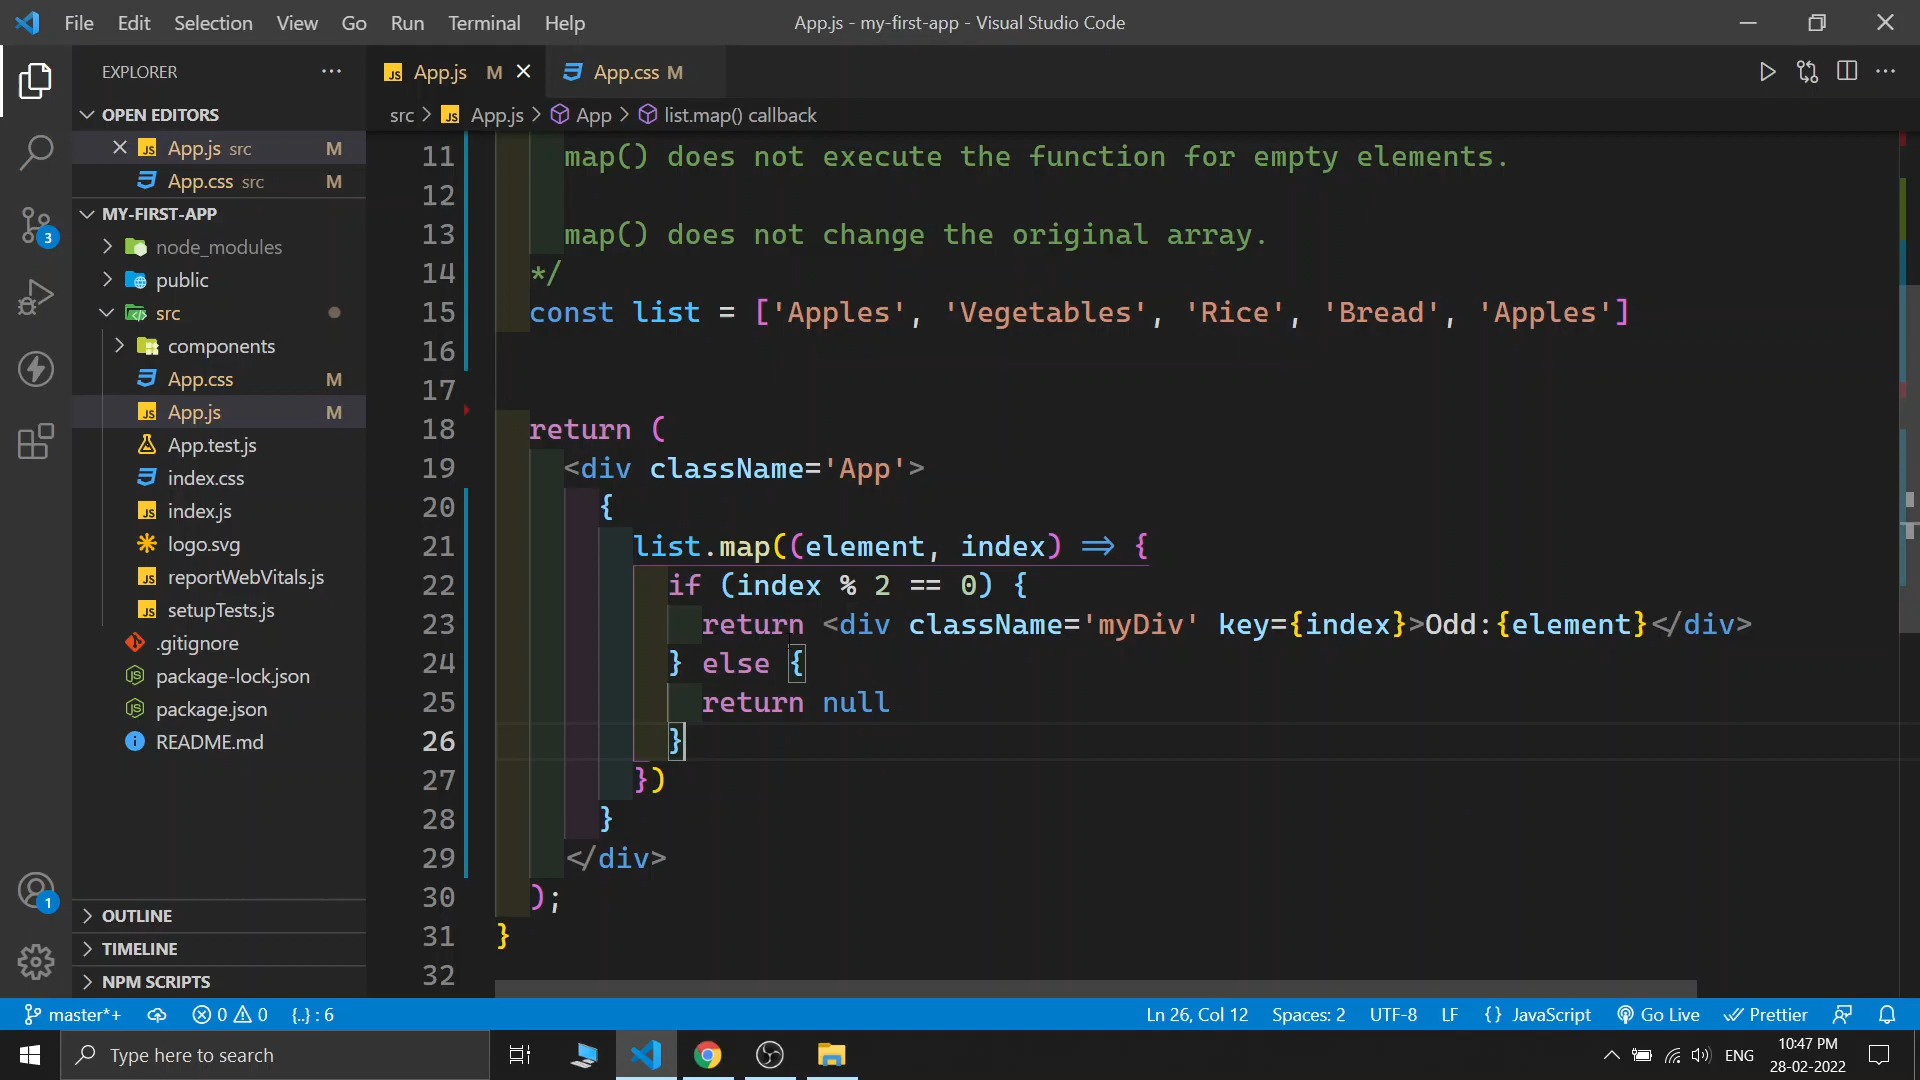 File Edit Selection View Go Run Terminal Help App.js - my-first-app - Visual Studio Code
EXPLORER
App.js M
App.css M
OPEN EDITORS
src > App.js > App > list.map() callback
App.js src M
App.css src M
MY-FIRST-APP
node_modules
public
src
components
App.css M
App.js M
App.test.js
index.css
index.js
logo.svg
reportWebVitals.js
setupTests.js
.gitignore
package-lock.json
package.json
README.md
OUTLINE
TIMELINE
NPM SCRIPTS
3
1
11 map() does not execute the function for empty elements.
12
13 map() does not change the original array.
14 */
15 const list = ['Apples', 'Vegetables', 'Rice', 'Bread', 'Apples']
16
17
18 return (
19 <div className='App'>
20 {
21 list.map((element, index) => {
22 if (index % 2 == 0) {
23 return <div className='myDiv' key={index}>Odd:{element}</div>
24 } else {
25 return null
26 }
27 })
28 }
29 </div>
30 );
31 }
32
master*+ 0 0 {..} : 6 Ln 26, Col 12 Spaces: 2 UTF-8 LF {} JavaScript Go Live Prettier
Type here to search
ENG
10:47 PM
28-02-2022